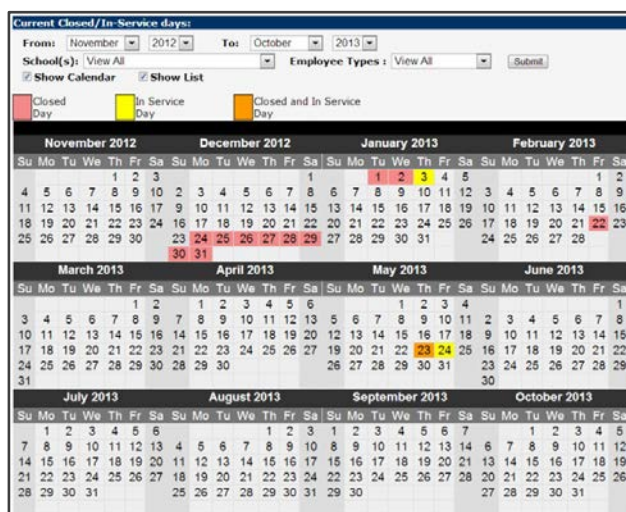 Current Closed/In-Service days:
From: November 2012 To: October 2013
School(s): View All Employee Types : View All Submit
Show Calendar Show List
Closed Day In Service Day Closed and In Service Day
November 2012 December 2012 January 2013 February 2013
Su Mo Tu We Th Fr Sa Su Mo Tu We Th Fr Sa Su Mo Tu We Th Fr Sa Su Mo Tu We Th Fr Sa
1 2 3 1 1 2 3 4 5 1 2
4 5 6 7 8 9 10 2 3 4 5 6 7 8 6 7 8 9 10 11 12 3 4 5 6 7 8 9
11 12 13 14 15 16 17 9 10 11 12 13 14 15 13 14 15 16 17 18 19 10 11 12 13 14 15 16
18 19 20 21 22 23 24 16 17 18 19 20 21 22 20 21 22 23 24 25 26 17 18 19 20 21 22 23
25 26 27 28 29 30 23 24 25 26 27 28 29 27 28 29 30 31 24 25 26 27 28
30 31
March 2013 April 2013 May 2013 June 2013
Su Mo Tu We Th Fr Sa Su Mo Tu We Th Fr Sa Su Mo Tu We Th Fr Sa Su Mo Tu We Th Fr Sa
1 2 1 2 3 4 5 6 1 2 3 4 1
3 4 5 6 7 8 9 7 8 9 10 11 12 13 5 6 7 8 9 10 11 2 3 4 5 6 7 8
10 11 12 13 14 15 16 14 15 16 17 18 19 20 12 13 14 15 16 17 18 9 10 11 12 13 14 15
17 18 19 20 21 22 23 21 22 23 24 25 26 27 19 20 21 22 23 24 25 16 17 18 19 20 21 22
24 25 26 27 28 29 30 28 29 30 26 27 28 29 30 31 23 24 25 26 27 28 29
31 30
July 2013 August 2013 September 2013 October 2013
Su Mo Tu We Th Fr Sa Su Mo Tu We Th Fr Sa Su Mo Tu We Th Fr Sa Su Mo Tu We Th Fr Sa
1 2 3 4 5 6 1 2 3 1 2 3 4 5 6 7 1 2 3 4 5
7 8 9 10 11 12 13 4 5 6 7 8 9 10 8 9 10 11 12 13 14 6 7 8 9 10 11 12
14 15 16 17 18 19 20 11 12 13 14 15 16 17 15 16 17 18 19 20 21 13 14 15 16 17 18 19
21 22 23 24 25 26 27 18 19 20 21 22 23 24 22 23 24 25 26 27 28 20 21 22 23 24 25 26
28 29 30 31 25 26 27 28 29 30 31 29 30 27 28 29 30 31